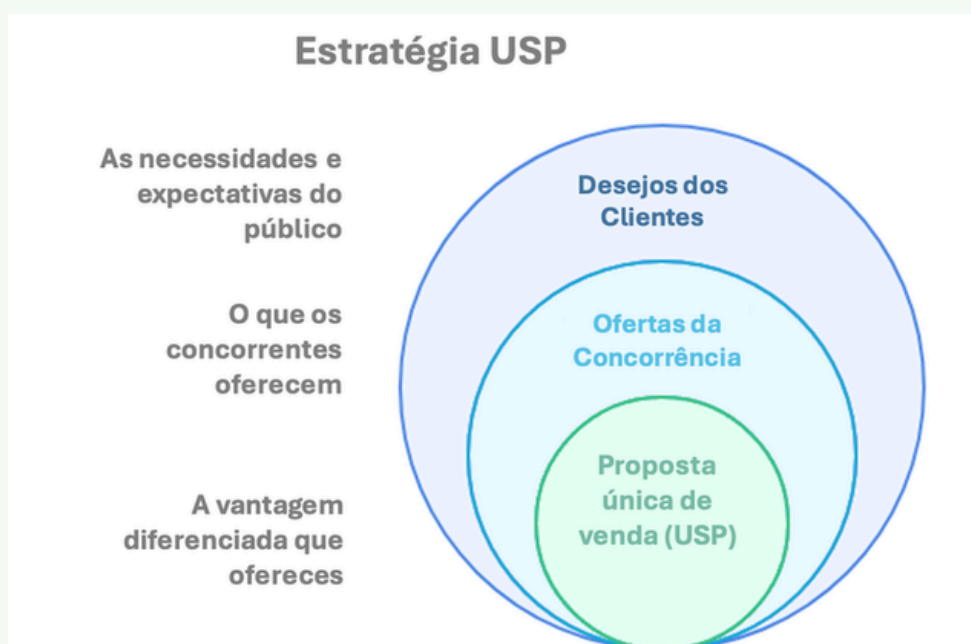 Estratégia USP
As necessidades e
expectativas do
público
Desejos dos
Clientes
O que os
concorrentes
oferecem
Ofertas da
Concorrência
A vantagem
diferenciada que
ofereces
Proposta
única de
venda (USP)